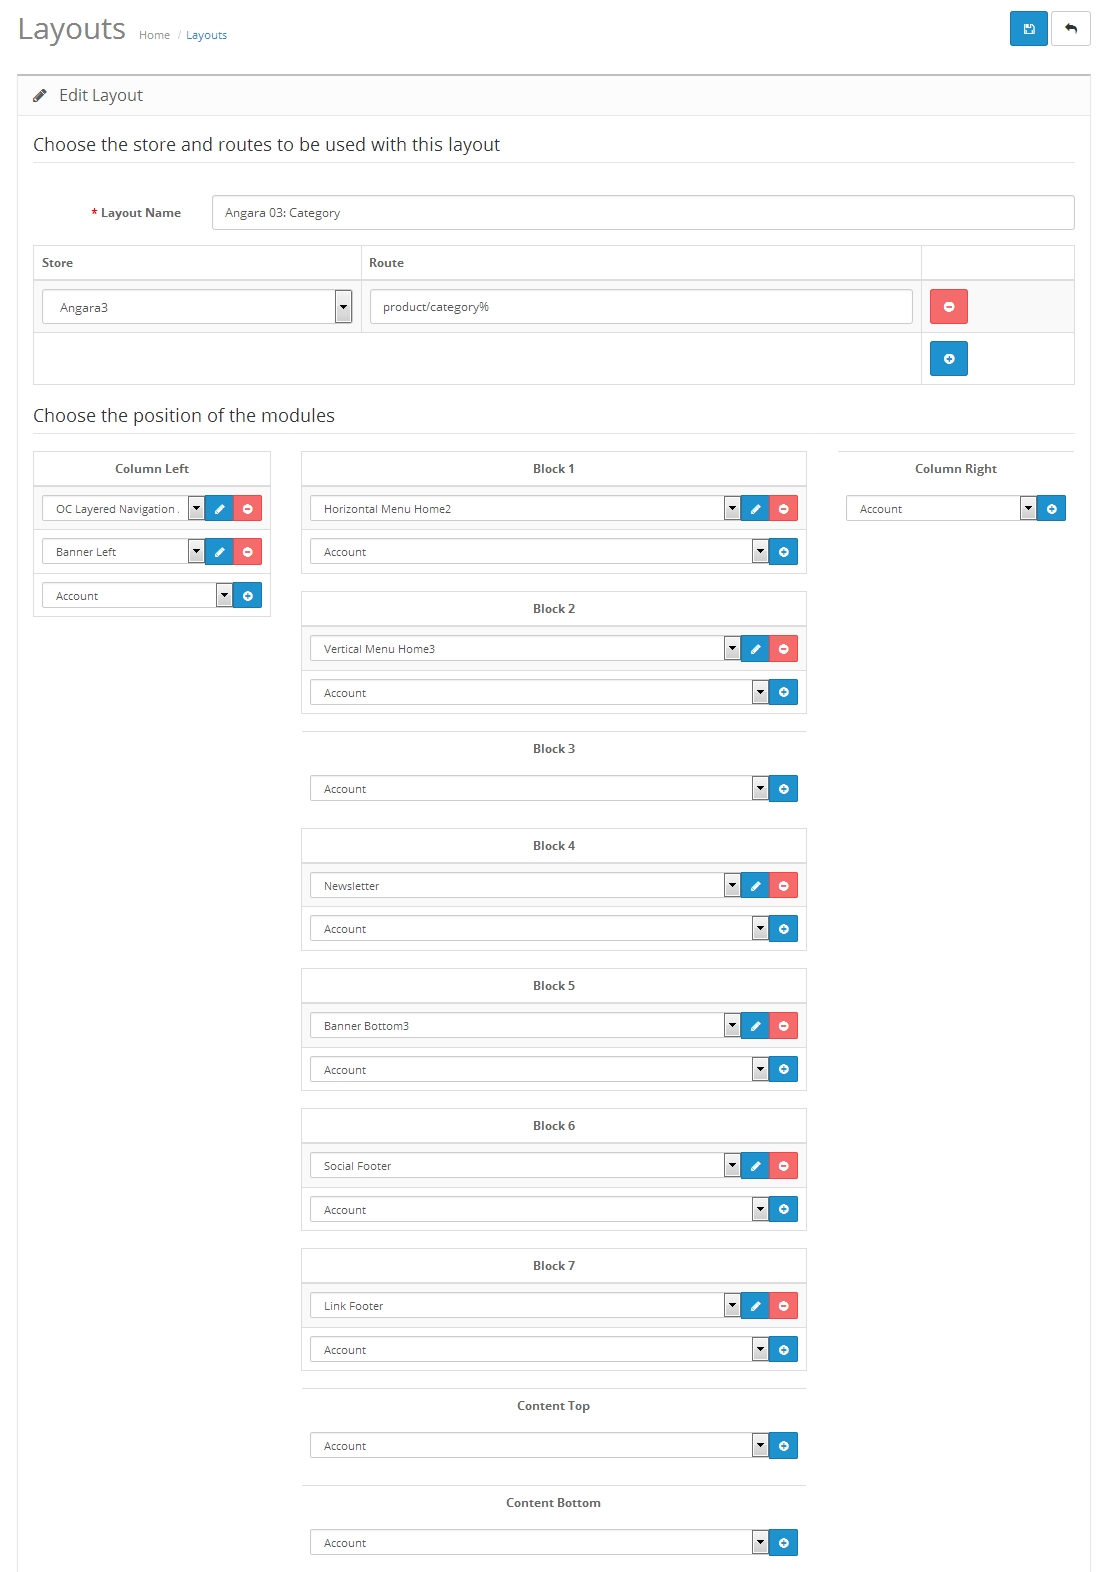 Layouts Home / Layouts
Edit Layout
Choose the store and routes to be used with this layout
* Layout Name Angara 03: Category
Store Route
Angara3 product/category%
Choose the position of the modules
Column Left
OC Layered Navigation .
Banner Left
Account
Block 1
Horizontal Menu Home2
Account
Block 2
Vertical Menu Home3
Account
Block 3
Account
Block 4
Newsletter
Account
Block 5
Banner Bottom3
Account
Block 6
Social Footer
Account
Block 7
Link Footer
Account
Content Top
Account
Content Bottom
Account
Column Right
Account